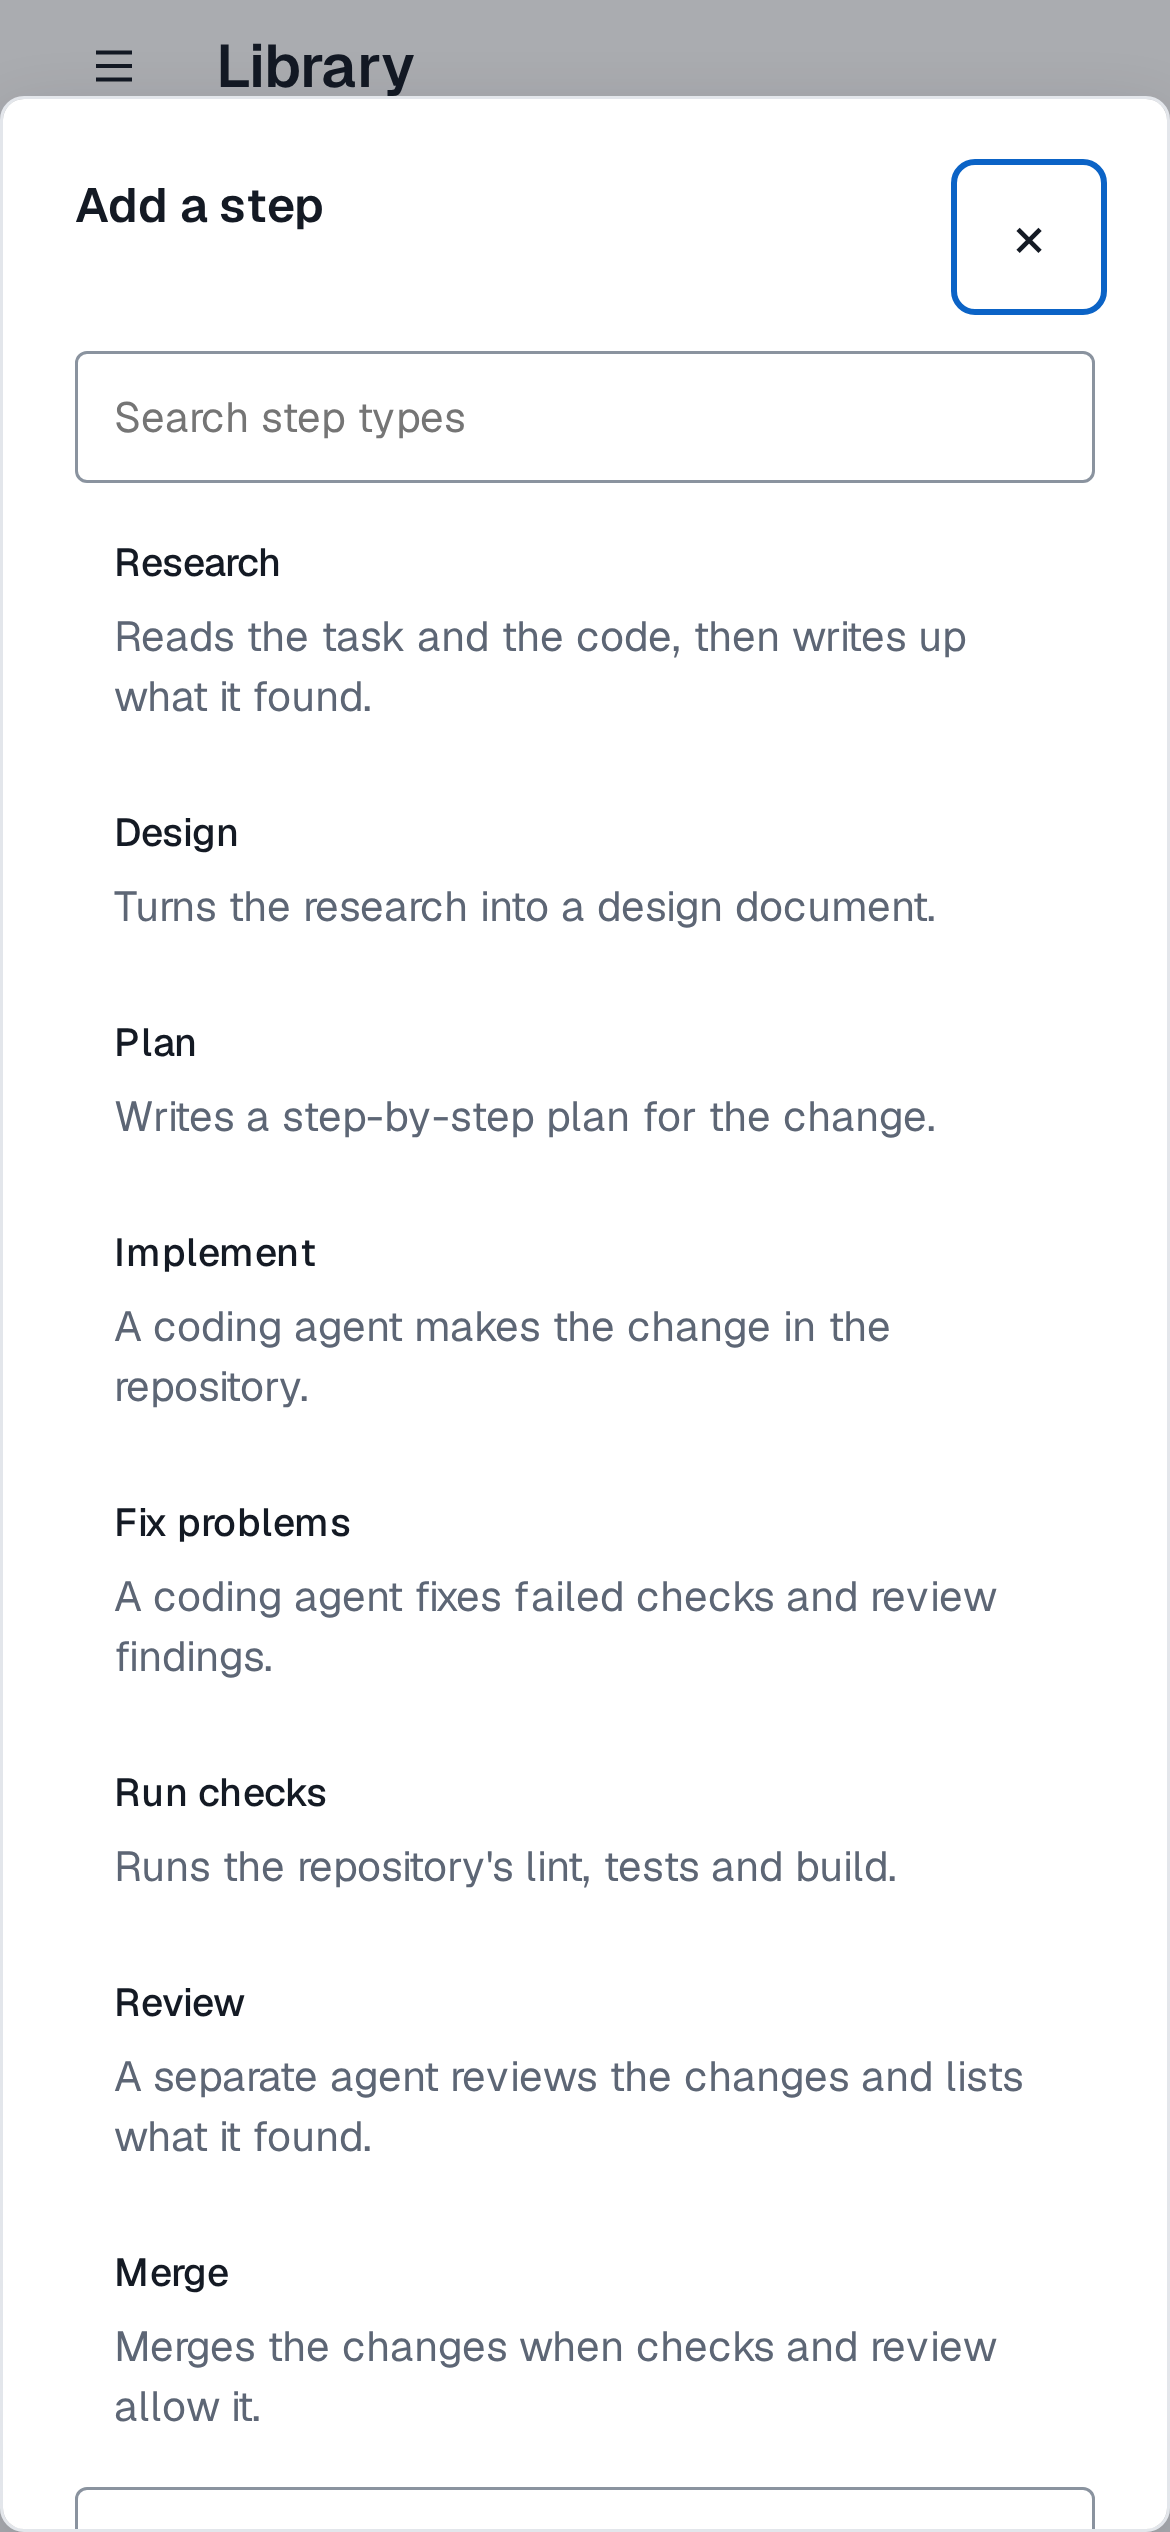 Library
Add a step
×
Search step types
Research
Reads the task and the code, then writes up
what it found.
Design
Turns the research into a design document.
Plan
Writes a step-by-step plan for the change.
Implement
A coding agent makes the change in the
repository.
Fix problems
A coding agent fixes failed checks and review
findings.
Run checks
Runs the repository's lint, tests and build.
Review
A separate agent reviews the changes and lists
what it found.
Merge
Merges the changes when checks and review
allow it.